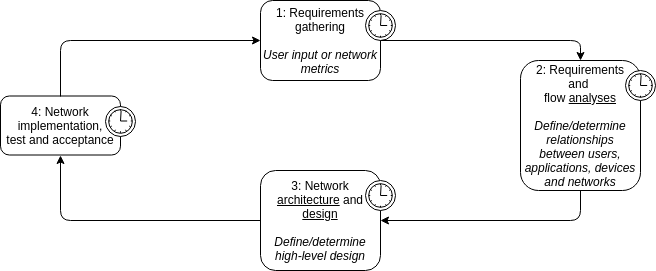 1: Requirements
gathering
User input or network
metrics
2: Requirements
and
flow analyses
Define/determine
relationships
between users,
applications, devices
and networks
3: Network
architecture and
design
Define/determine
high-level design
4: Network
implementation,
test and acceptance